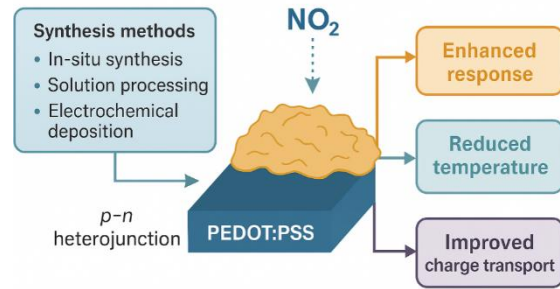 Synthesis methods
• In-situ synthesis
• Solution processing
• Electrochemical
deposition
NO₂
p-n
heterojunction
PEDOT:PSS
Enhanced
response
Reduced
temperature
Improved
charge transport